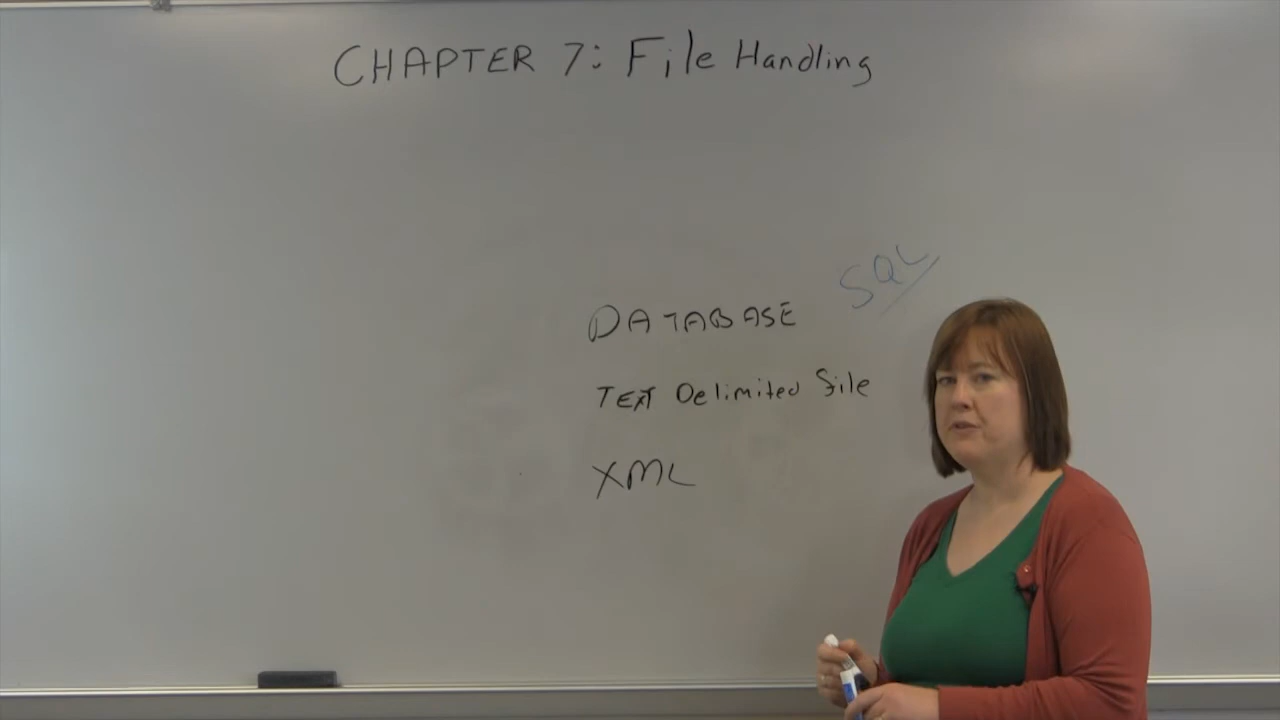 CHAPTER 7: File Handling
SQL
DATABASE
TEXT Delimited file
XML